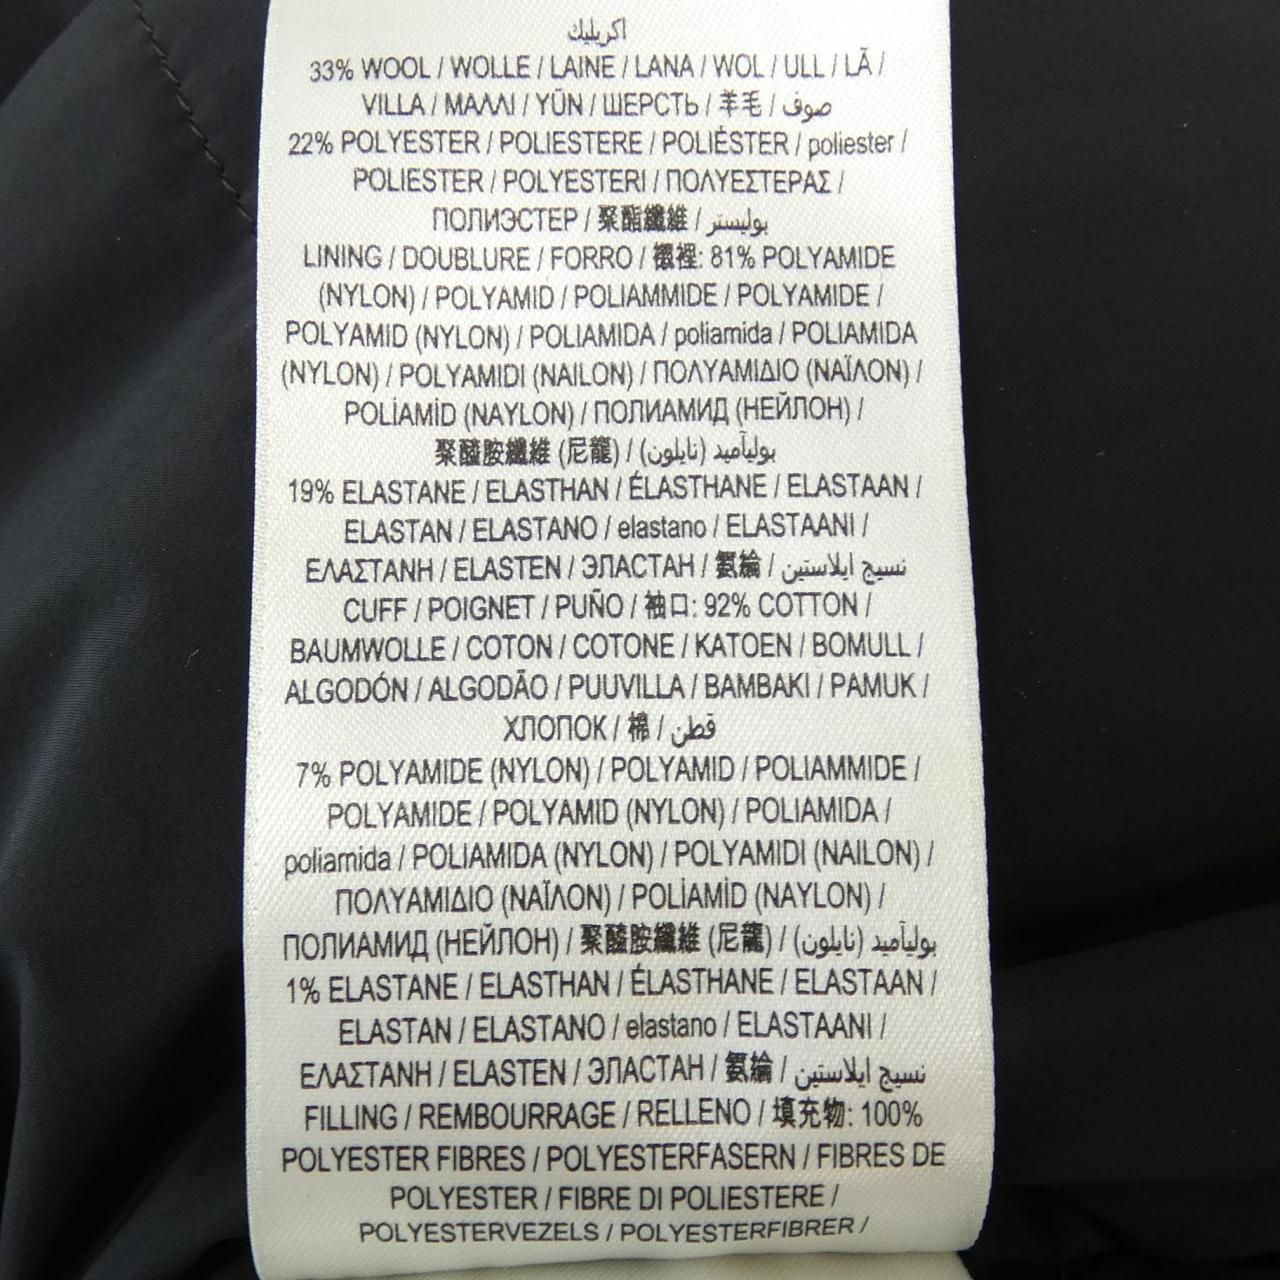 اكريليك
33% WOOL / WOLLE / LAINE / LANA / WOL / ULL / LÃ /
VILLA / ΜΑΛΛΙ / YÜN / ШЕРСТЬ / 羊毛 / صوف
22% POLYESTER / POLIESTERE / POLIÉSTER / poliester /
POLIESTER / POLYESTERI / ΠΟΛΥΕΣΤΕΡΑΣ /
ПОЛИЭСТЕР / 聚酯纖維 / بوليستر
LINING / DOUBLURE / FORRO / 襯裡: 81% POLYAMIDE
(NYLON) / POLYAMID / POLIAMMIDE / POLYAMIDE /
POLYAMID (NYLON) / POLIAMIDA / poliamida / POLIAMIDA
(NYLON) / POLYAMIDI (NAILON) / ΠΟΛΥΑΜΙΔΙΟ (ΝΑΪΛΟΝ) /
POLİAMİD (NAYLON) / ПОЛИАМИД (НЕЙЛОН) /
聚醯胺纖維 (尼龍) / بوليآميد (نايلون)
19% ELASTANE / ELASTHAN / ÉLASTHANE / ELASTAAN /
ELASTAN / ELASTANO / elastano / ELASTAANI /
ΕΛΑΣΤΑΝΗ / ELASTEN / ЭЛАСТАН / 氨綸 / نسيج ايلاستين
CUFF / POIGNET / PUÑO / 袖口: 92% COTTON /
BAUMWOLLE / COTON / COTONE / KATOEN / BOMULL /
ALGODÓN / ALGODÃO / PUUVILLA / BAMBAKI / PAMUK /
ХЛОПОК / 棉 / قطن
7% POLYAMIDE (NYLON) / POLYAMID / POLIAMMIDE /
POLYAMIDE / POLYAMID (NYLON) / POLIAMIDA /
poliamida / POLIAMIDA (NYLON) / POLYAMIDI (NAILON) /
ΠΟΛΥΑΜΙΔΙΟ (ΝΑΪΛΟΝ) / POLİAMİD (NAYLON) /
ПОЛИАМИД (НЕЙЛОН) / 聚醯胺纖維 (尼龍) / بوليآميد (نايلون)
1% ELASTANE / ELASTHAN / ÉLASTHANE / ELASTAAN /
ELASTAN / ELASTANO / elastano / ELASTAANI /
ΕΛΑΣΤΑΝΗ / ELASTEN / ЭЛАСТАН / 氨綸 / نسيج ايلاستين
FILLING / REMBOURRAGE / RELLENO / 填充物: 100%
POLYESTER FIBRES / POLYESTERFASERN / FIBRES DE
POLYESTER / FIBRE DI POLIESTERE /
POLYESTERVEZELS / POLYESTERFIBRER /